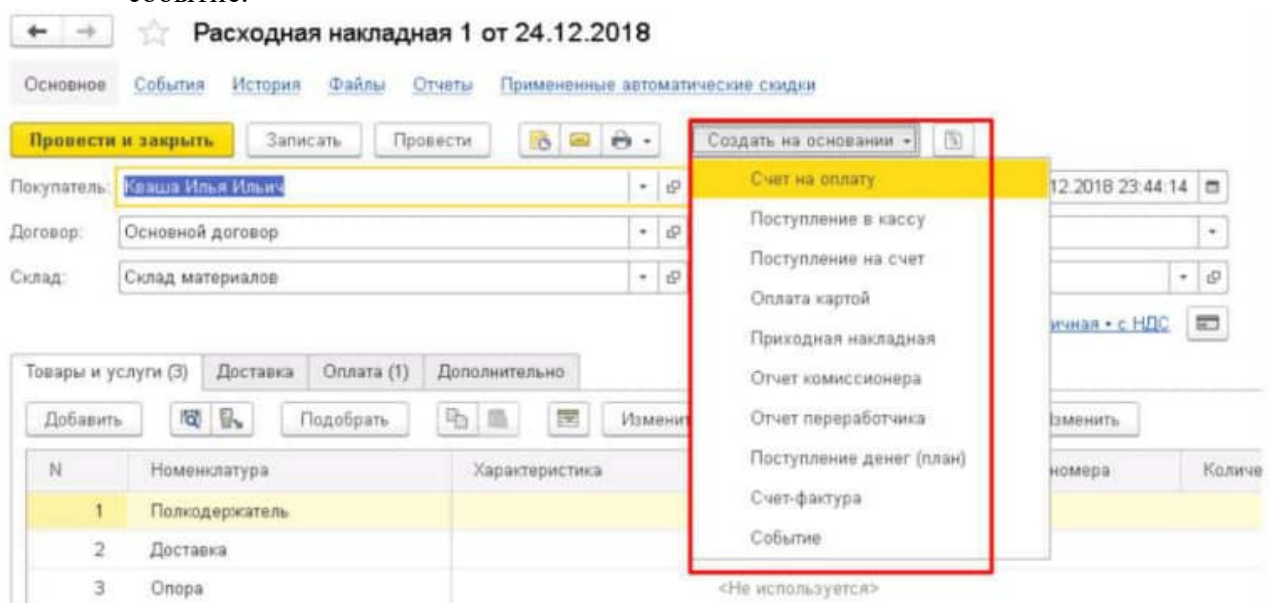 событие.
Расходная накладная 1 от 24.12.2018
Основное События История Файлы Отчеты Примененные автоматические скидки
Провести и закрыть Записать Провести Создать на основании
Покупатель: Кваша Илья Ильич Счет на оплату 12.2018 23:44:14
Поступление в кассу
Договор: Основной договор
Поступление на счет
Склад: Склад материалов
Оплата картой
ичная • с НДС
Приходная накладная
Товары и услуги (3) Доставка Оплата (1) Дополнительно Отчет комиссионера
Добавить Подобрать Изменит Отчет переработчика Изменить
Поступление денег (план)
N Номенклатура Характеристика номера Количе
Счет-фактура
1 Полкодержатель
2 Доставка Событие
3 Опора <Не используется>